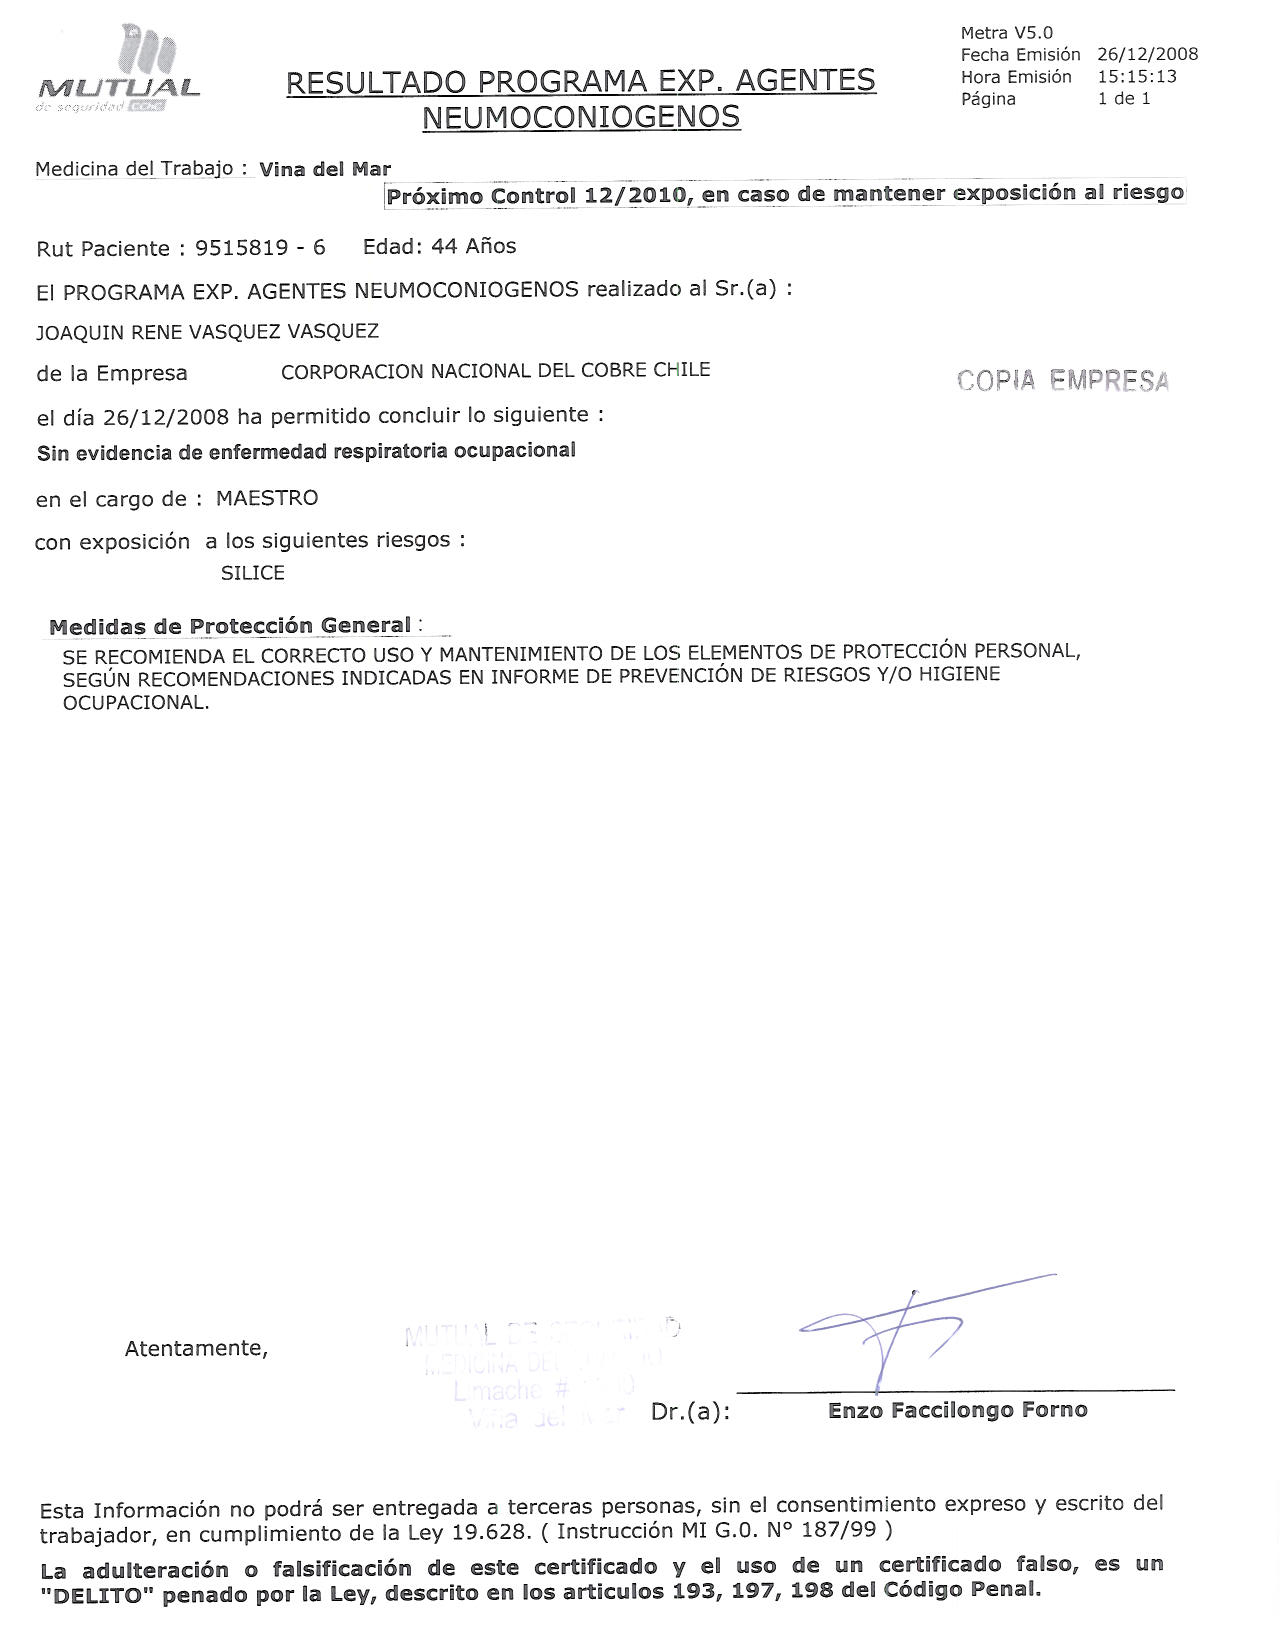 MUTUAL
de seguridad CChC
RESULTADO PROGRAMA EXP. AGENTES
NEUMOCONIOGENOS
Metra V5.0
Fecha Emisión 26/12/2008
Hora Emisión 15:15:13
Página 1 de 1
Medicina del Trabajo : Vina del Mar
Próximo Control 12/2010, en caso de mantener exposición al riesgo
Rut Paciente : 9515819 - 6 Edad: 44 Años
El PROGRAMA EXP. AGENTES NEUMOCONIOGENOS realizado al Sr.(a) :
JOAQUIN RENE VASQUEZ VASQUEZ
de la Empresa CORPORACION NACIONAL DEL COBRE CHILE
COPIA EMPRESA
el día 26/12/2008 ha permitido concluir lo siguiente :
Sin evidencia de enfermedad respiratoria ocupacional
en el cargo de : MAESTRO
con exposición a los siguientes riesgos :
SILICE
Medidas de Protección General :
SE RECOMIENDA EL CORRECTO USO Y MANTENIMIENTO DE LOS ELEMENTOS DE PROTECCIÓN PERSONAL,
SEGÚN RECOMENDACIONES INDICADAS EN INFORME DE PREVENCIÓN DE RIESGOS Y/O HIGIENE
OCUPACIONAL.
Atentamente,
MUTUAL DE
MEDICINA DEL
Limache #
Viña del
Dr.(a): Enzo Faccilongo Forno
Esta Información no podrá ser entregada a terceras personas, sin el consentimiento expreso y escrito del
trabajador, en cumplimiento de la Ley 19.628. ( Instrucción MI G.0. Nº 187/99 )
La adulteración o falsificación de este certificado y el uso de un certificado falso, es un
"DELITO" penado por la Ley, descrito en los articulos 193, 197, 198 del Código Penal.